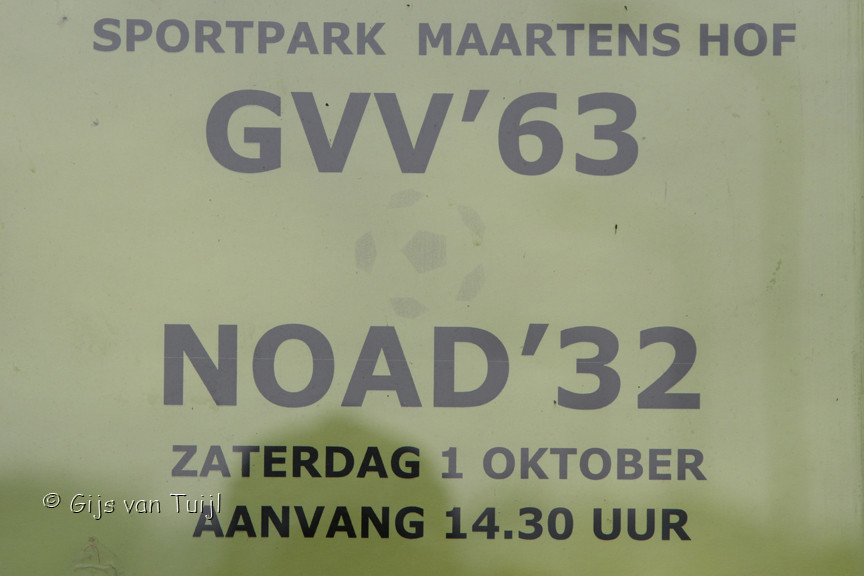 SPORTPARK MAARTENS HOF
GVV’63
NOAD’32
ZATERDAG 1 OKTOBER
© Gijs van Tuijl
AANVANG 14.30 UUR